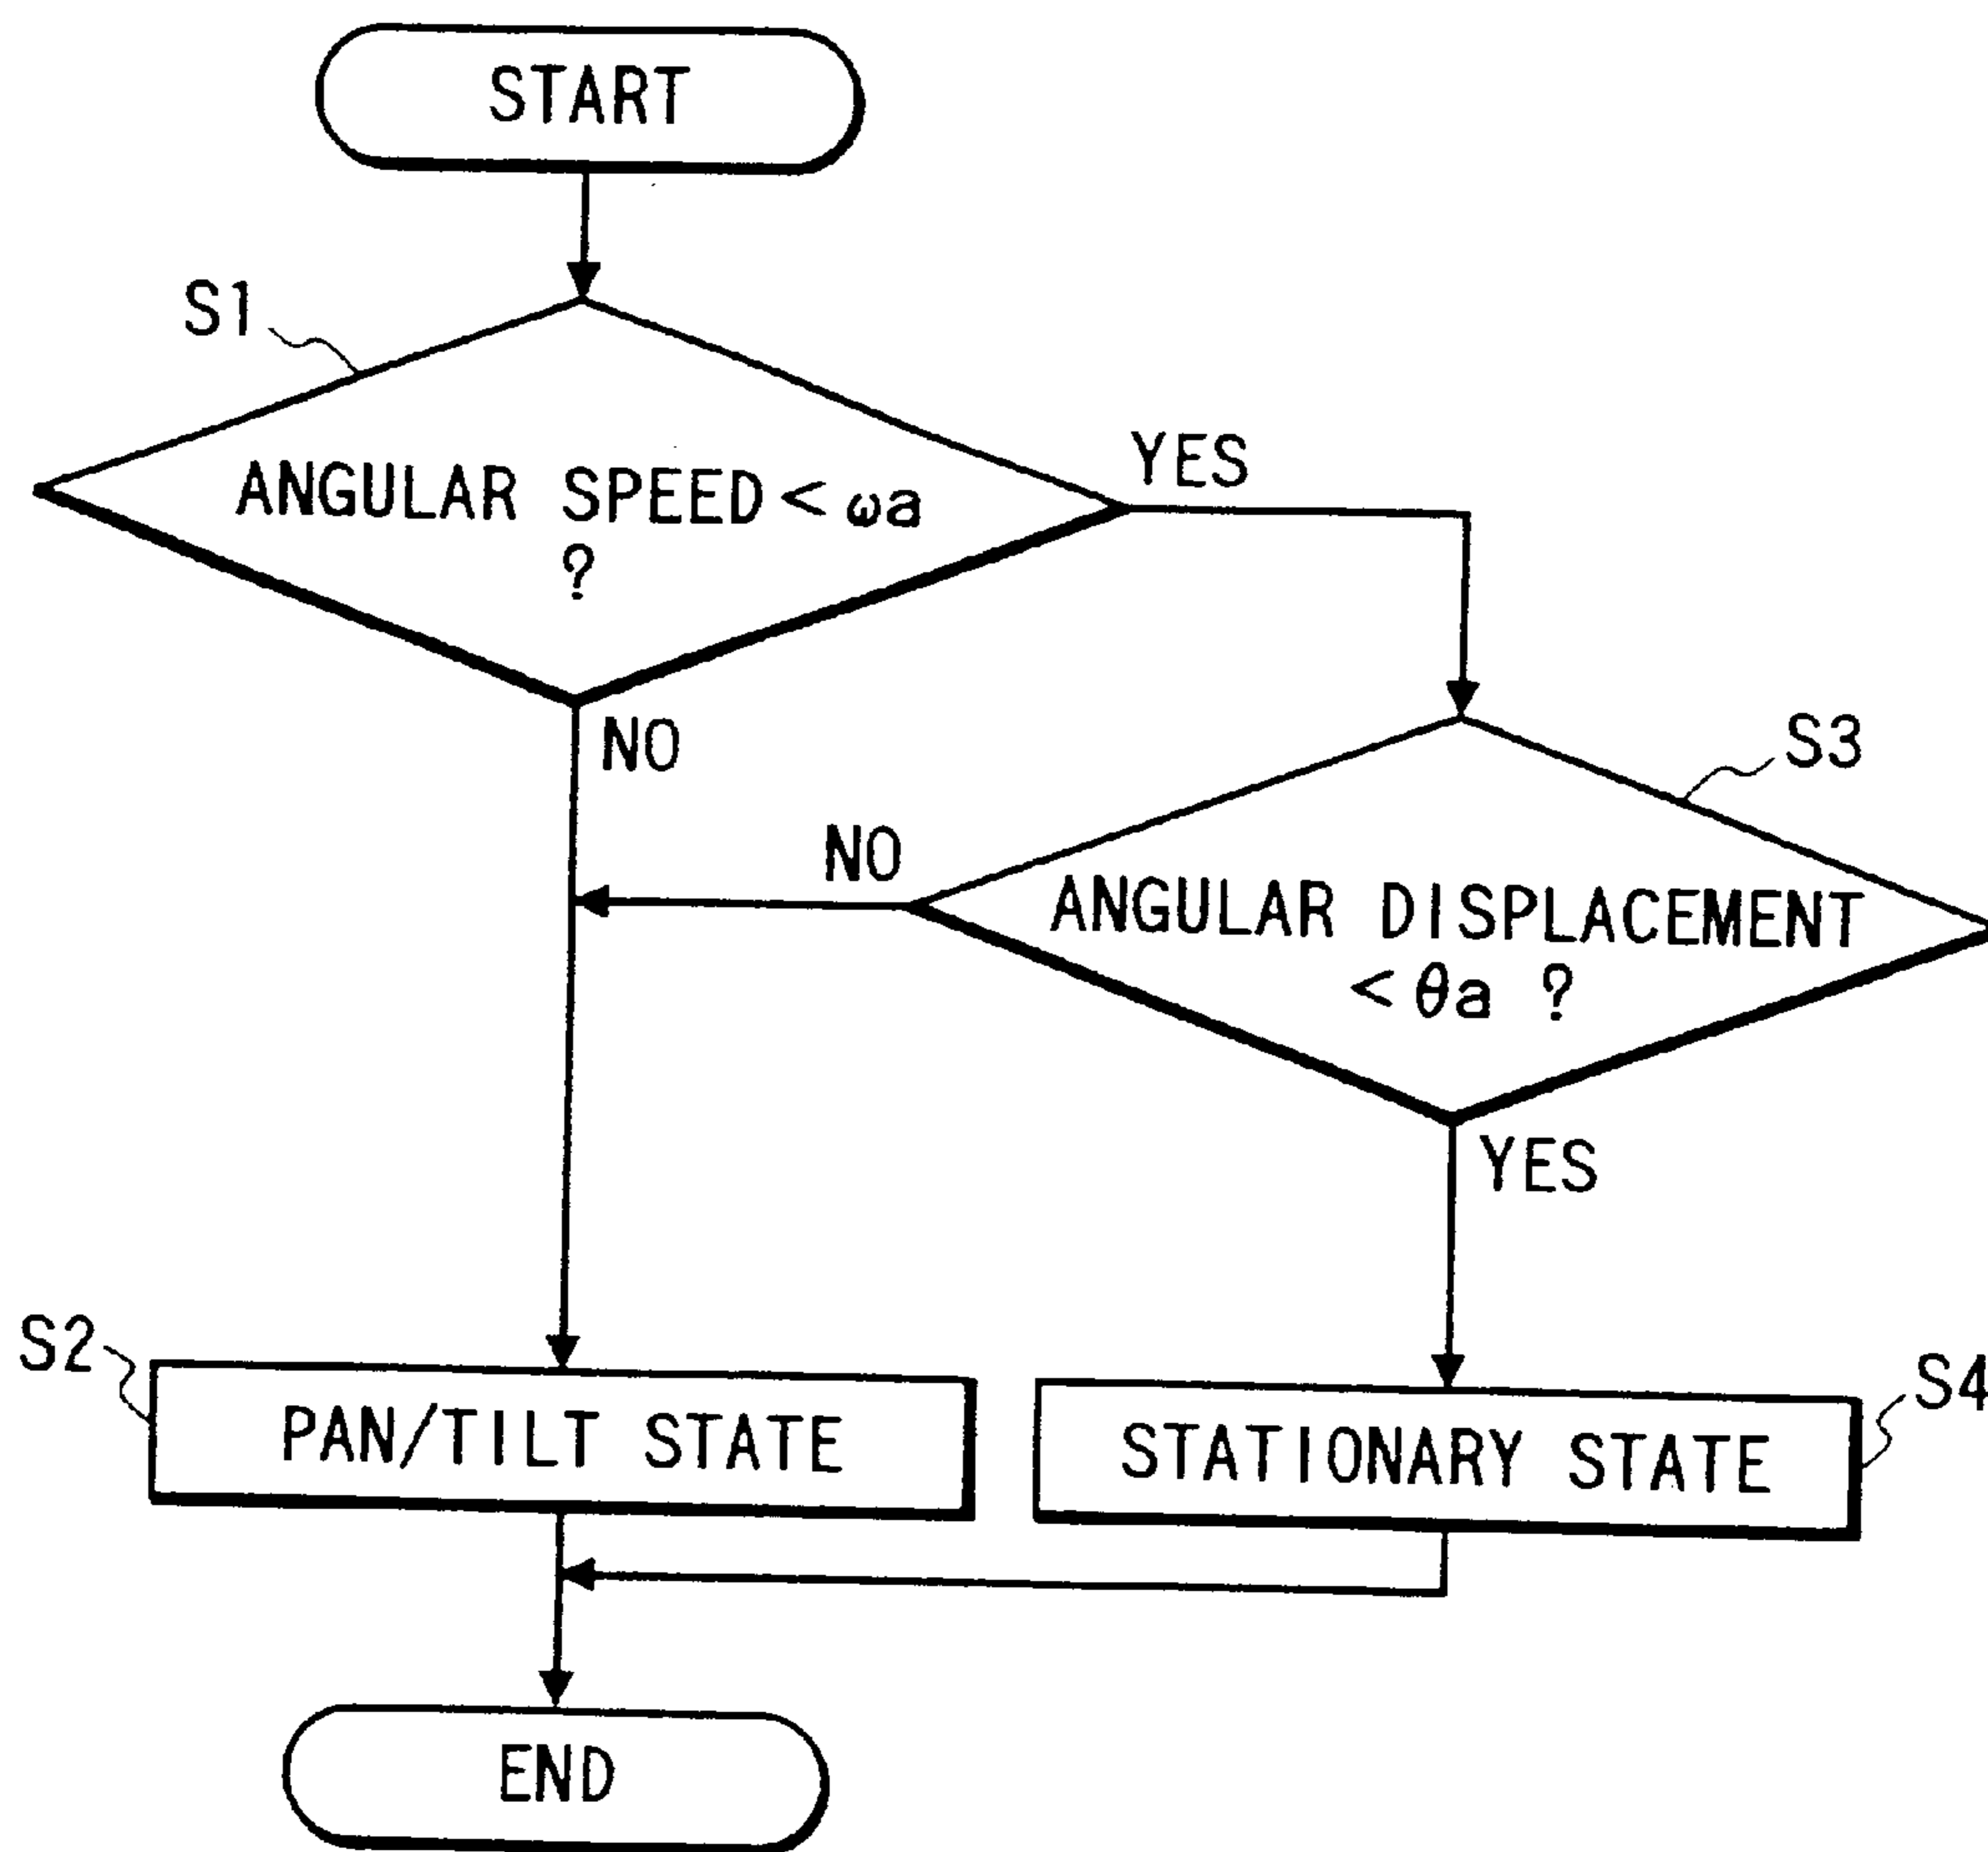 START
S1
ANGULAR SPEED < ωa
?
YES
NO
S3
NO
ANGULAR DISPLACEMENT
< θa ?
YES
S2
PAN/TILT STATE
S4
STATIONARY STATE
END